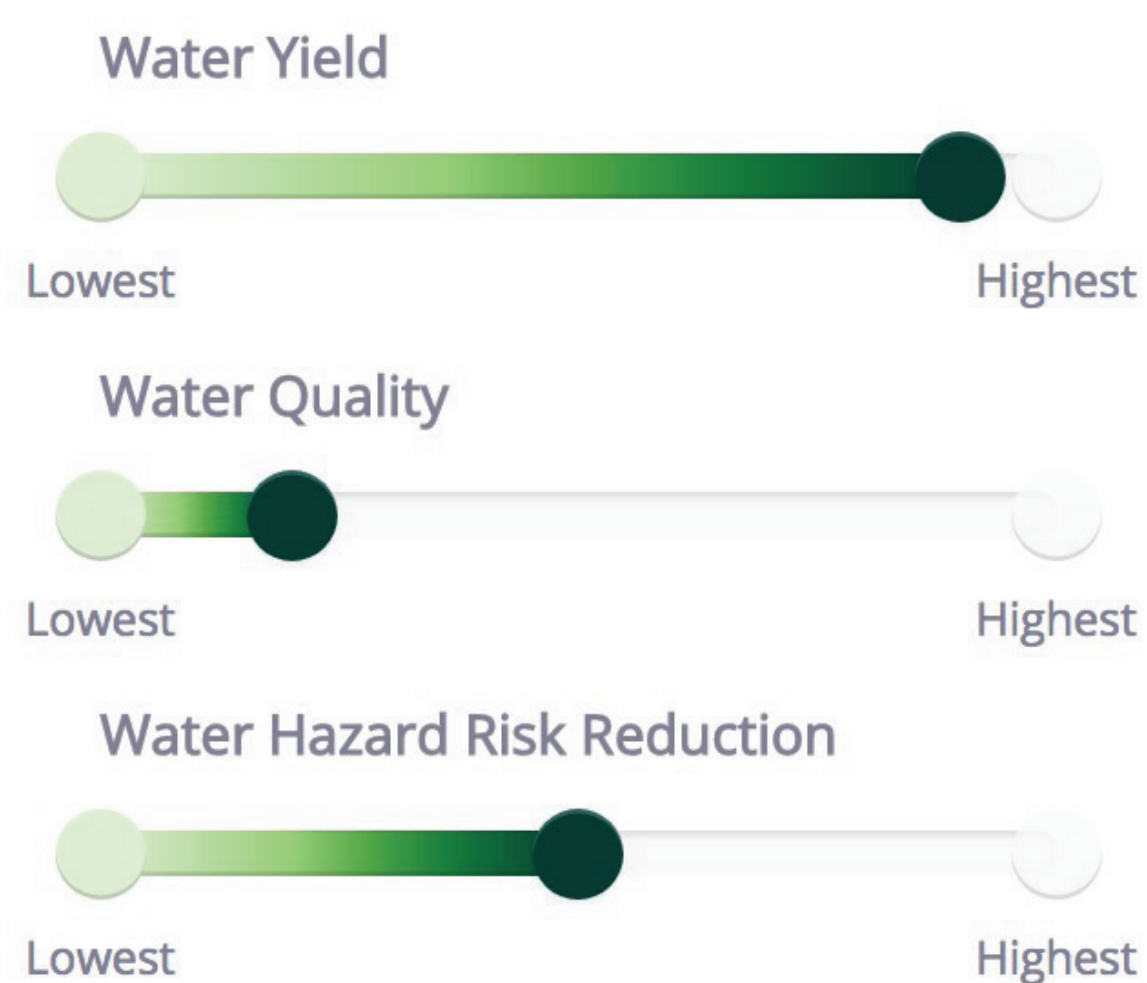 Water Yield
Lowest Highest
Water Quality
Lowest Highest
Water Hazard Risk Reduction
Lowest Highest